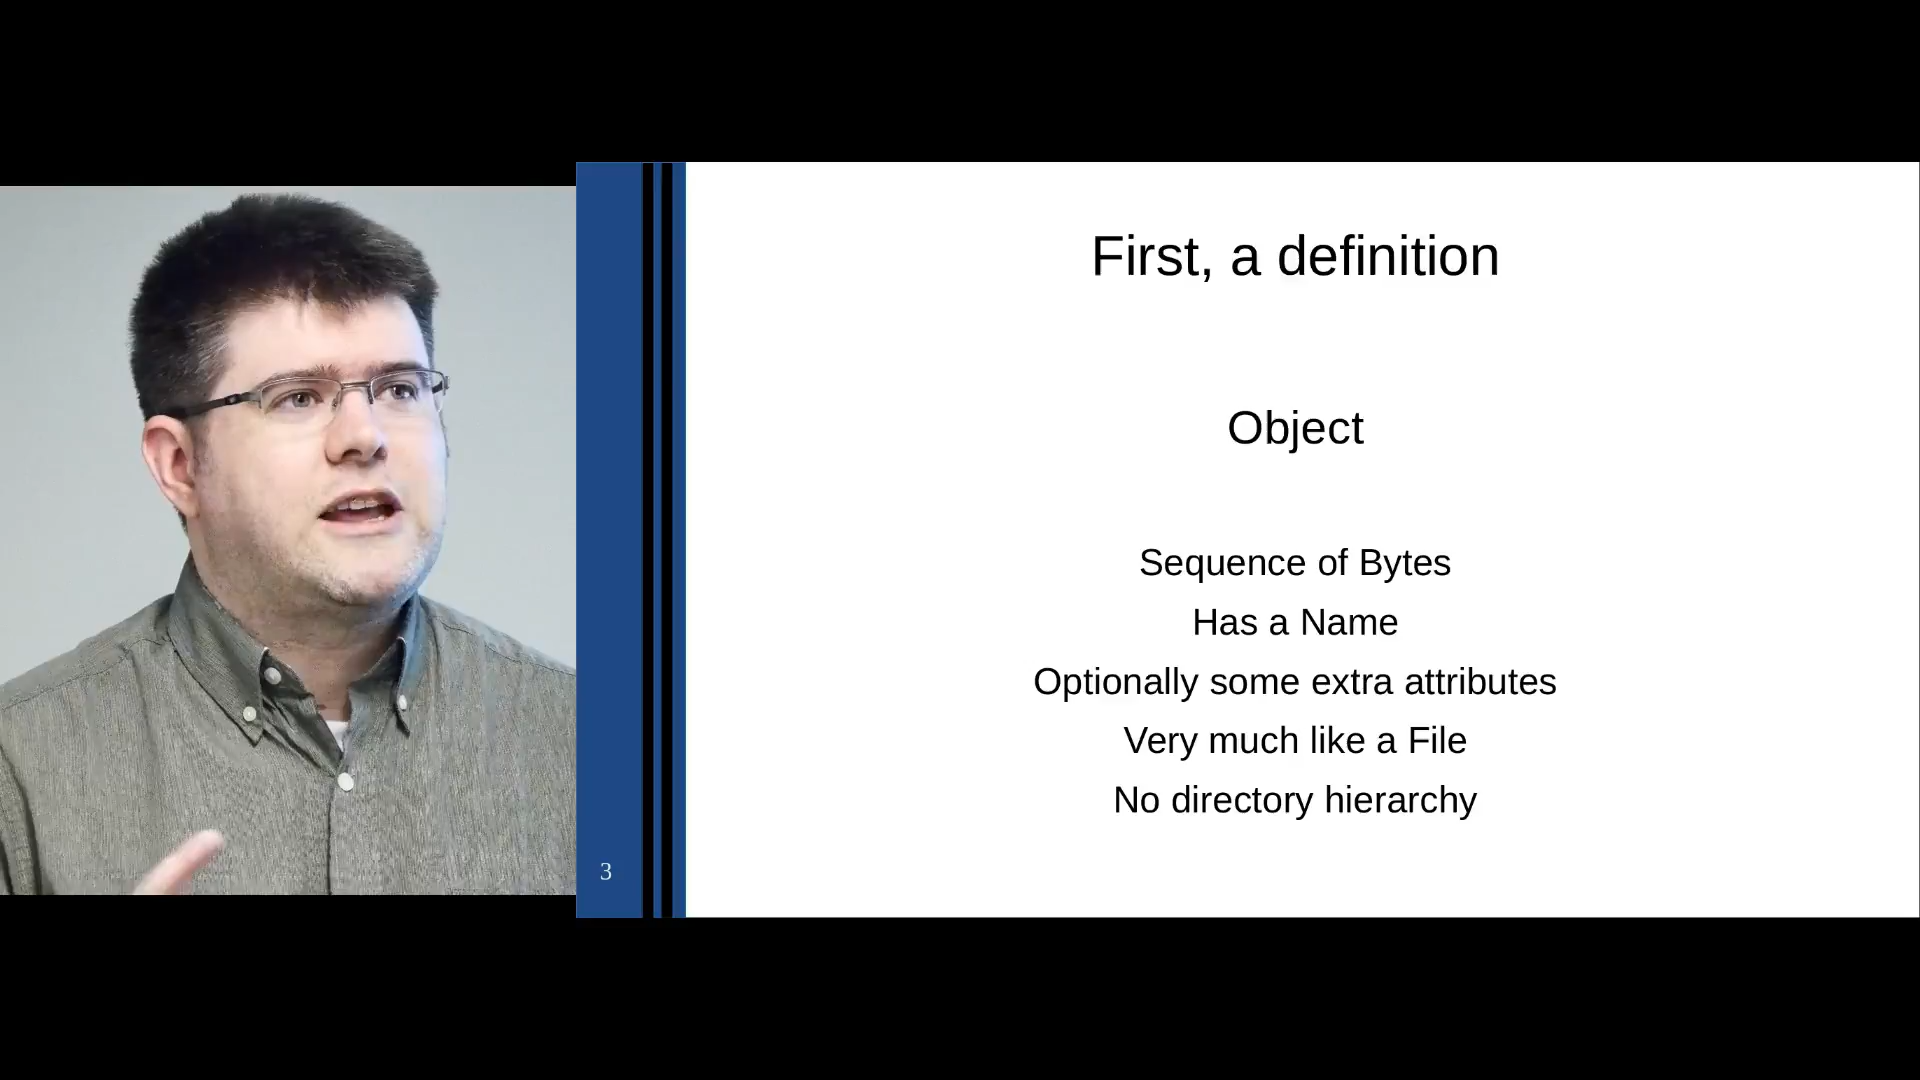 First, a definition
Object
Sequence of Bytes
Has a Name
Optionally some extra attributes
Very much like a File
No directory hierarchy
3